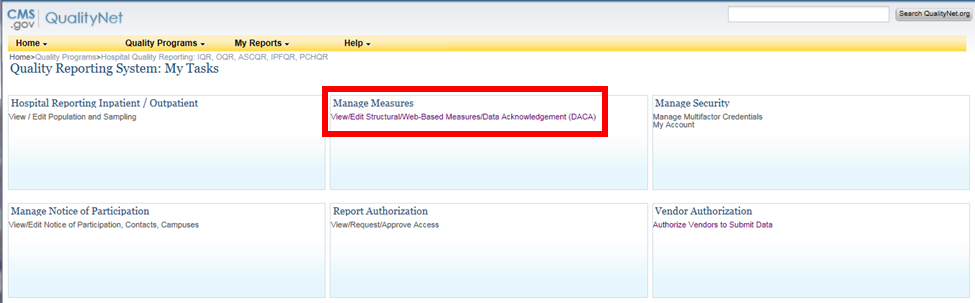 CMS
.gov
QualityNet
Search QualityNet.org
Home Quality Programs My Reports Help
Home>Quality Programs>Hospital Quality Reporting: IQR, OQR, ASCQR, IPFQR, PCHQR
Quality Reporting System: My Tasks
Hospital Reporting Inpatient / Outpatient
View / Edit Population and Sampling
Manage Measures
View/Edit Structural/Web-Based Measures/Data Acknowledgement (DACA)
Manage Security
Manage Multifactor Credentials
My Account
Manage Notice of Participation
View/Edit Notice of Participation, Contacts, Campuses
Report Authorization
View/Request/Approve Access
Vendor Authorization
Authorize Vendors to Submit Data